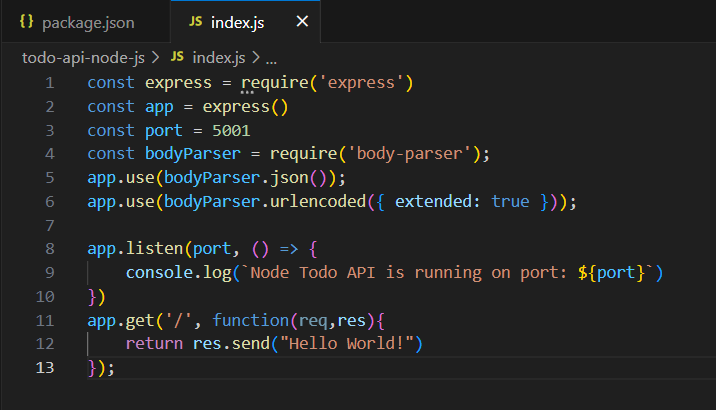 {} package.json JS index.js ×
todo-api-node-js > JS index.js > ...
1 const express = require('express')
2 const app = express()
3 const port = 5001
4 const bodyParser = require('body-parser');
5 app.use(bodyParser.json());
6 app.use(bodyParser.urlencoded({ extended: true }));
7
8 app.listen(port, () => {
9     console.log(`Node Todo API is running on port: ${port}`)
10 })
11 app.get('/', function(req,res){
12     return res.send("Hello World!")
13 });